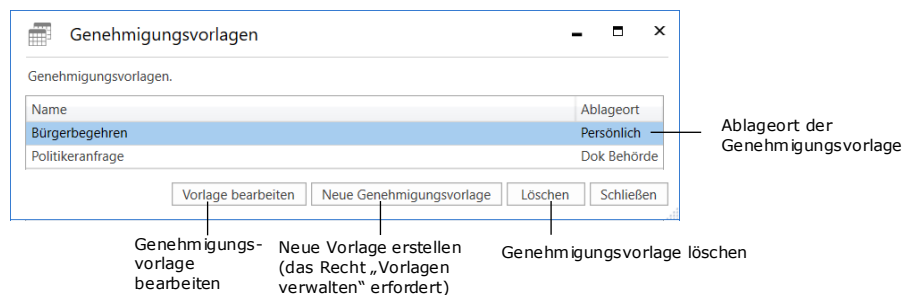 Genehmigungsvorlagen
Genehmigungsvorlagen.
Name Ablageort
Bürgerbegehren Persönlich
Politikeranfrage Dok Behörde
Ablageort der
Genehmigungsvorlage
Vorlage bearbeiten Neue Genehmigungsvorlage Löschen Schließen
Genehmigungs-
vorlage
bearbeiten
Neue Vorlage erstellen
(das Recht „Vorlagen
verwalten“ erfordert)
Genehmigungsvorlage löschen